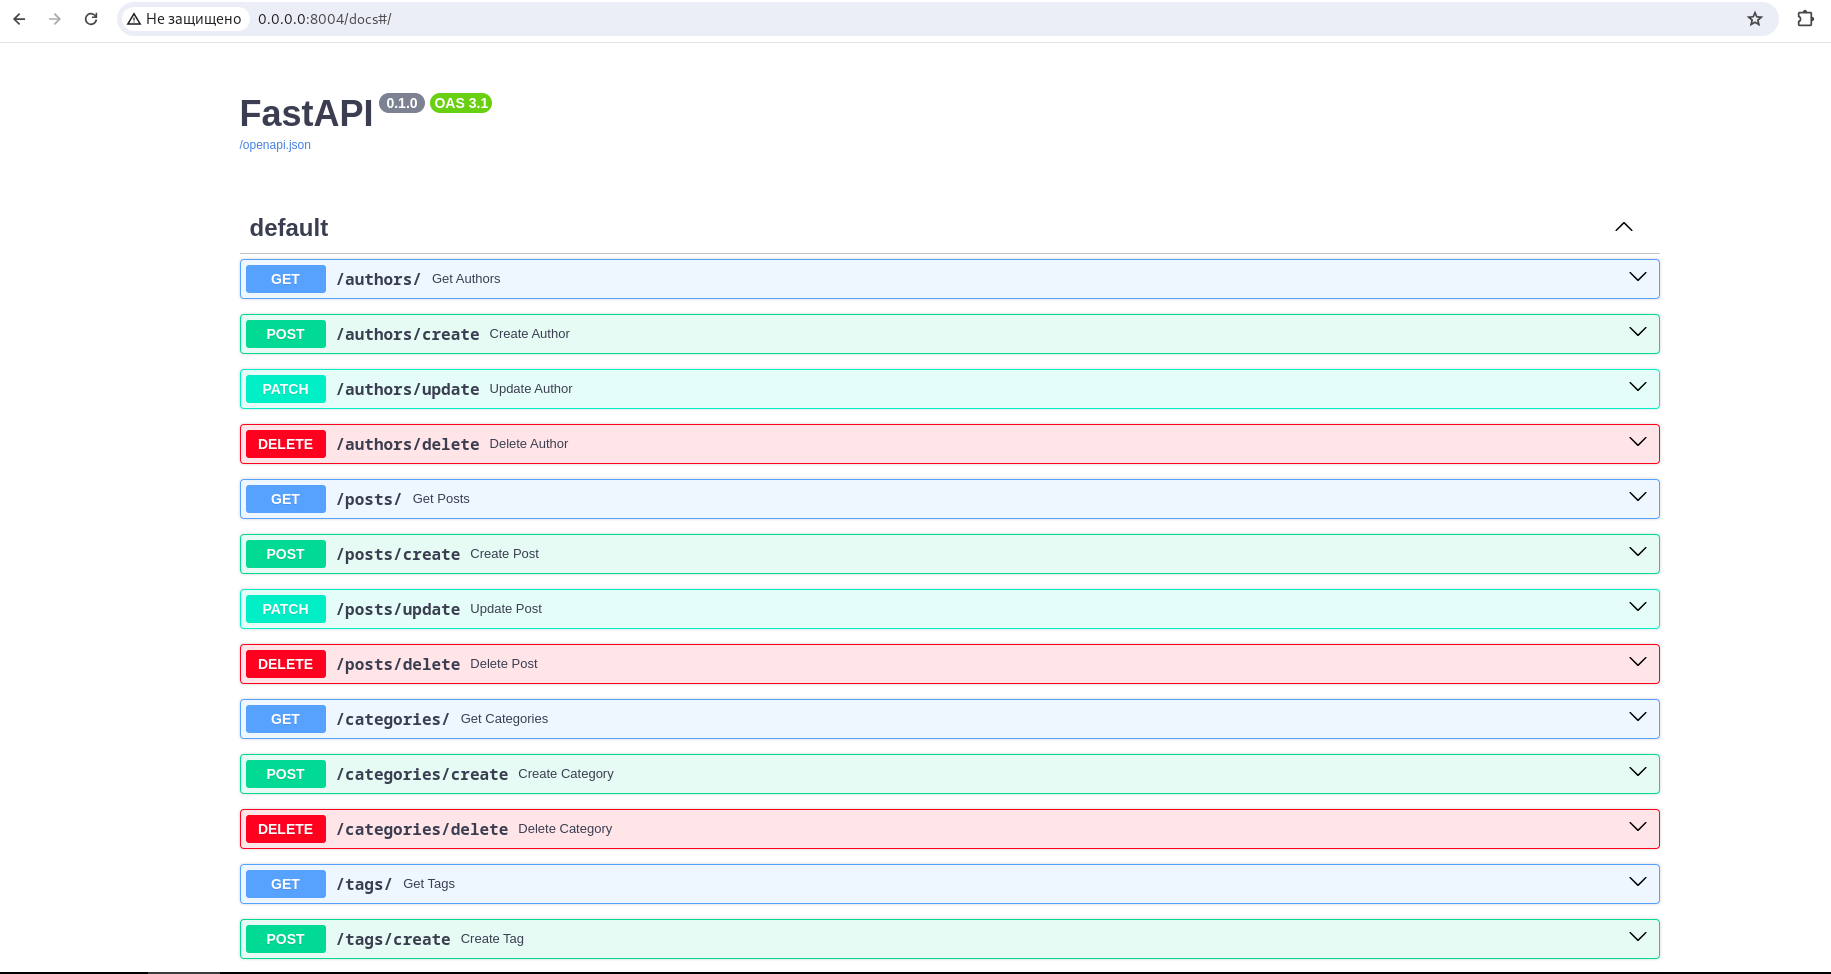 Не защищено 0.0.0.0:8004/docs#/
FastAPI 0.1.0 OAS 3.1
/openapi.json
default
GET /authors/ Get Authors
POST /authors/create Create Author
PATCH /authors/update Update Author
DELETE /authors/delete Delete Author
GET /posts/ Get Posts
POST /posts/create Create Post
PATCH /posts/update Update Post
DELETE /posts/delete Delete Post
GET /categories/ Get Categories
POST /categories/create Create Category
DELETE /categories/delete Delete Category
GET /tags/ Get Tags
POST /tags/create Create Tag